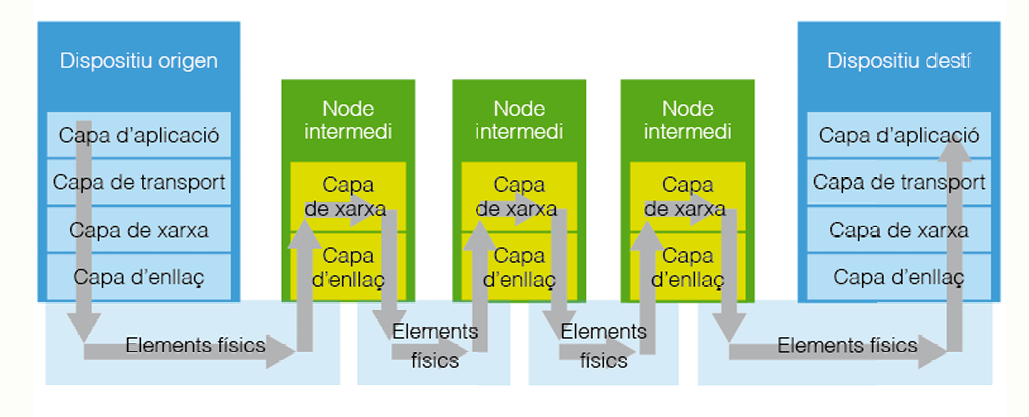 Dispositiu origen
Capa d'aplicació
Capa de transport
Capa de xarxa
Capa d'enllaç
Node
intermedi
Capa
de xarxa
Capa
d'enllaç
Node
intermedi
Capa
de xarxa
Capa
d'enllaç
Node
intermedi
Capa
de xarxa
Capa
d'enllaç
Dispositiu destí
Capa d'aplicació
Capa de transport
Capa de xarxa
Capa d'enllaç
Elements físics
Elements
físics
Elements
físics
Elements físics